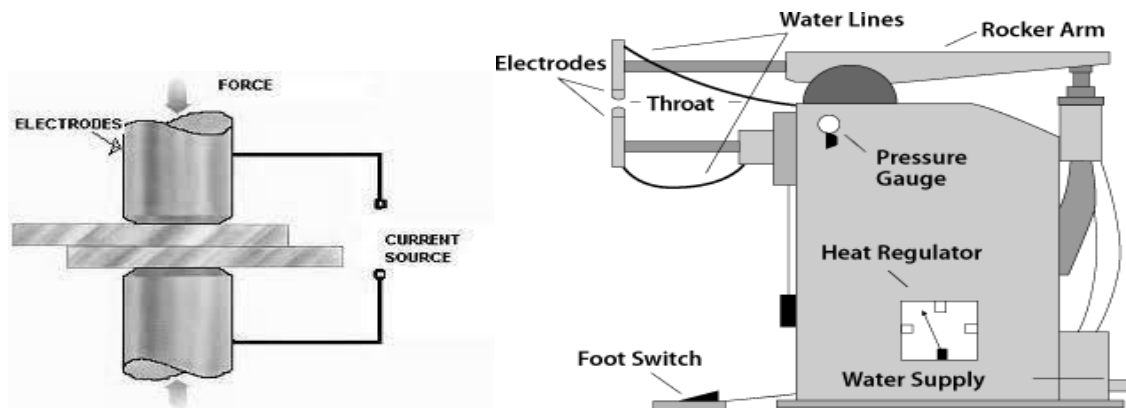 FORCE
ELECTRODES
CURRENT
SOURCE
Water Lines
Rocker Arm
Electrodes
Throat
Pressure
Gauge
Heat Regulator
Foot Switch
Water Supply